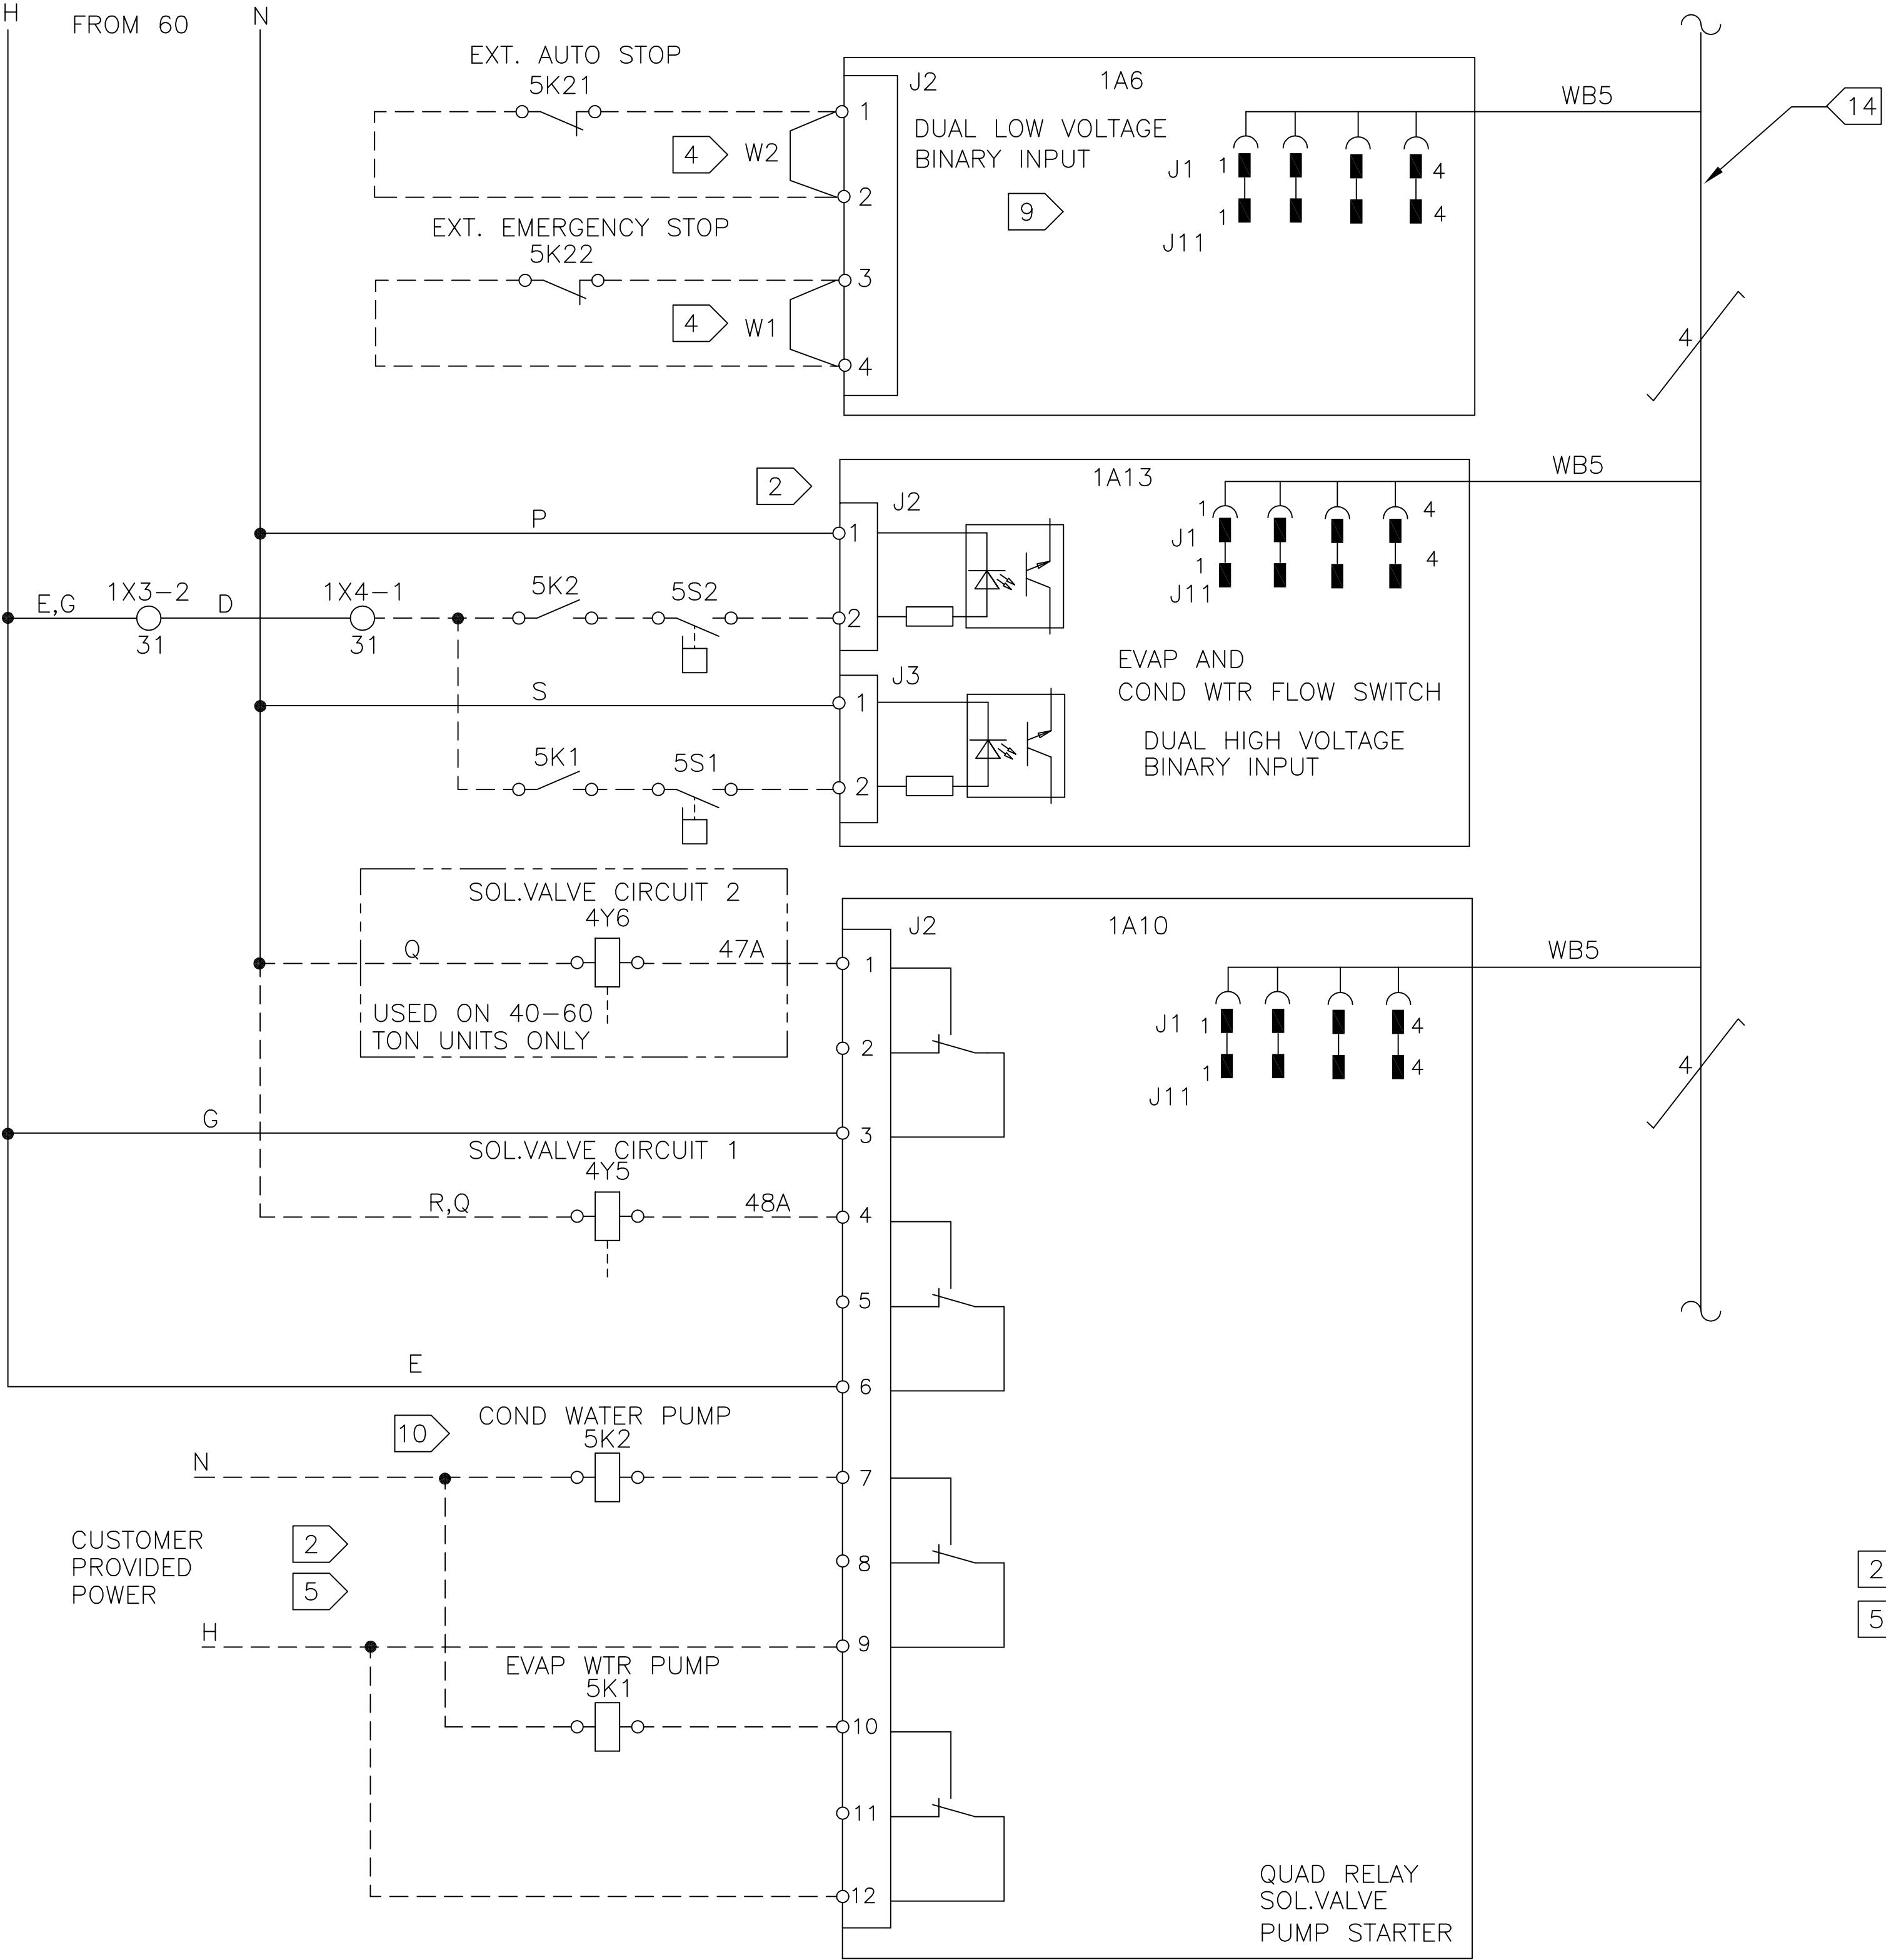 H
FROM 60
N
EXT. AUTO STOP
5K21
4
W2
EXT. EMERGENCY STOP
5K22
4
W1
J2
1A6
1
2
3
4
DUAL LOW VOLTAGE
BINARY INPUT
9
J1
1
4
1
4
J11
WB5
14
4
2
1A13
WB5
P
J2
1
2
J1
1
4
1
4
J11
E,G
1X3-2
31
D
1X4-1
31
5K2
5S2
S
J3
1
2
5K1
5S1
EVAP AND
COND WTR FLOW SWITCH
DUAL HIGH VOLTAGE
BINARY INPUT
SOL.VALVE CIRCUIT 2
4Y6
Q
47A
USED ON 40-60
TON UNITS ONLY
J2
1A10
WB5
1
2
3
4
5
6
7
8
9
10
11
12
J1
1
4
1
4
J11
4
G
SOL.VALVE CIRCUIT 1
4Y5
R,Q
48A
E
10
COND WATER PUMP
5K2
N
CUSTOMER
PROVIDED
POWER
2
5
H
EVAP WTR PUMP
5K1
QUAD RELAY
SOL.VALVE
PUMP STARTER
2
5